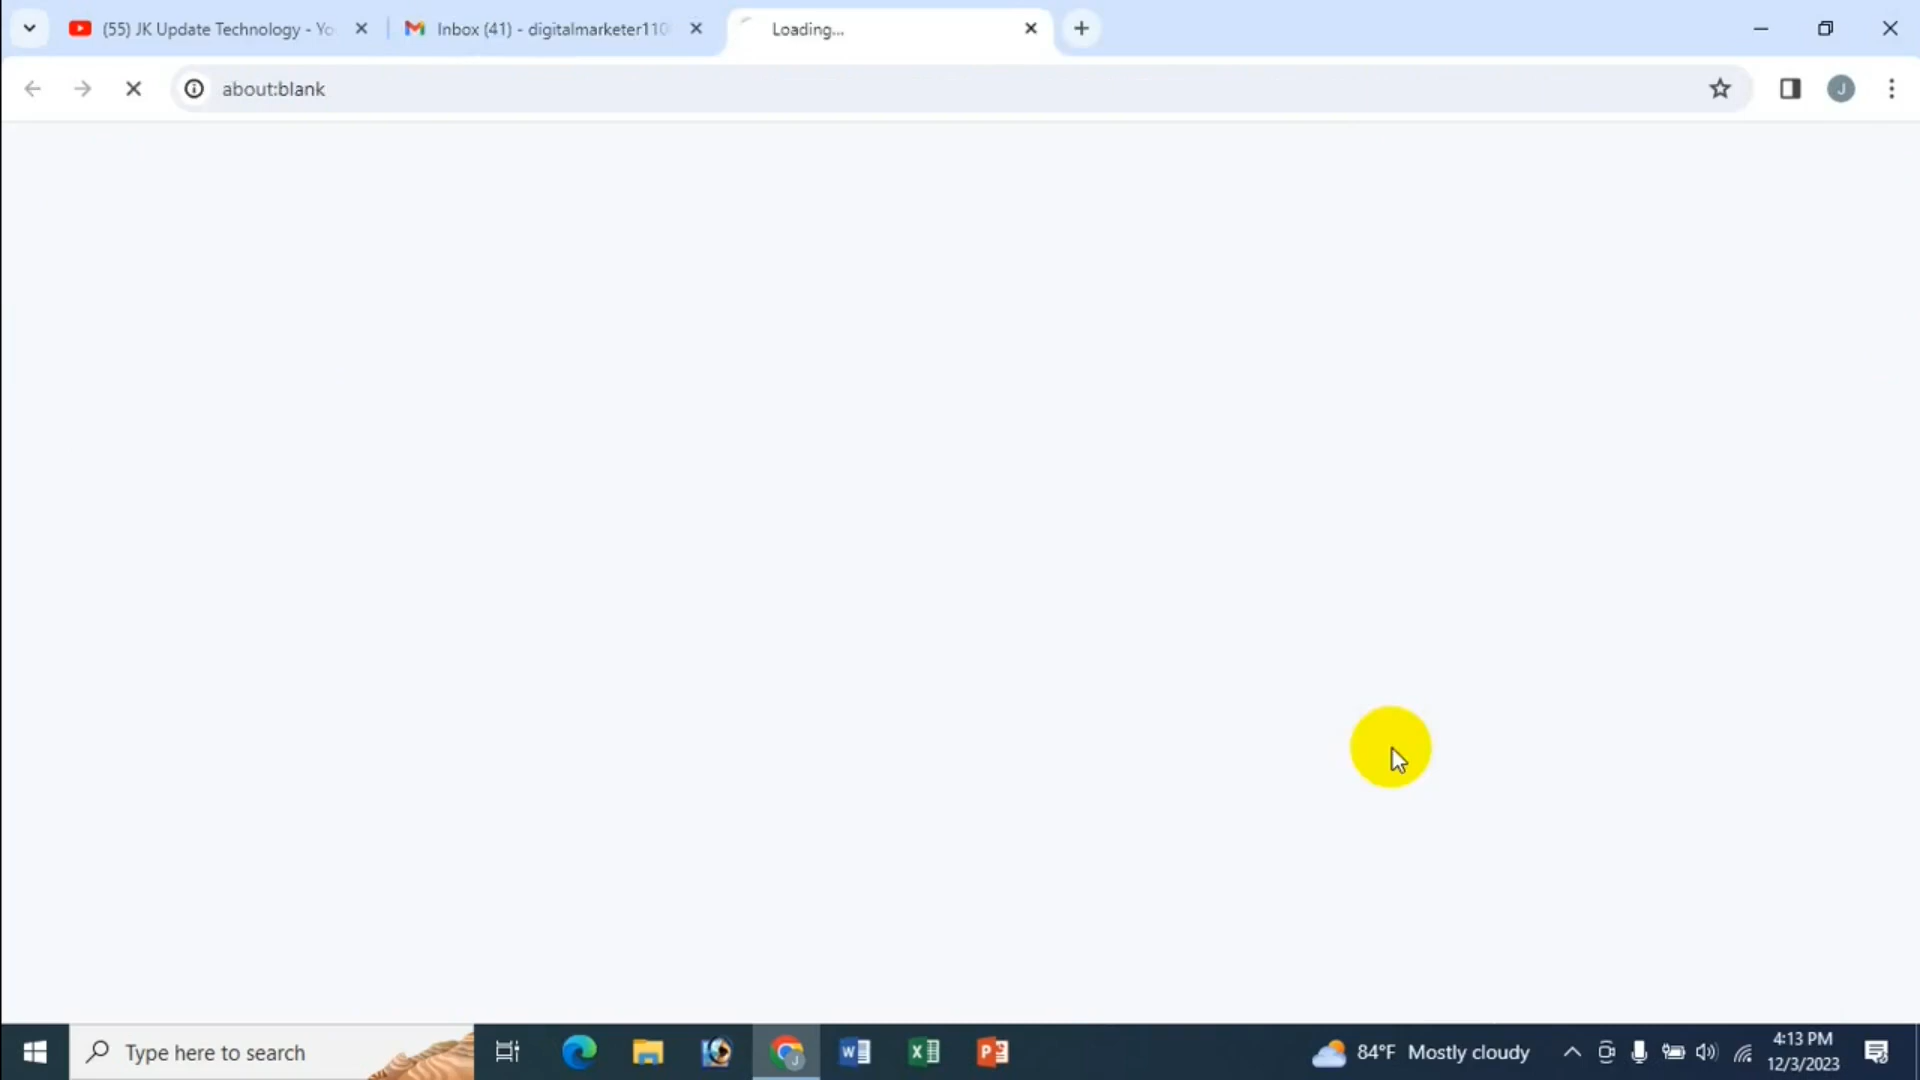 (55) JK Update Technology - Yo
Inbox (41) - digitalmarketer110
Loading...
about:blank
J
Type here to search
84°F Mostly cloudy
4:13 PM
12/3/2023